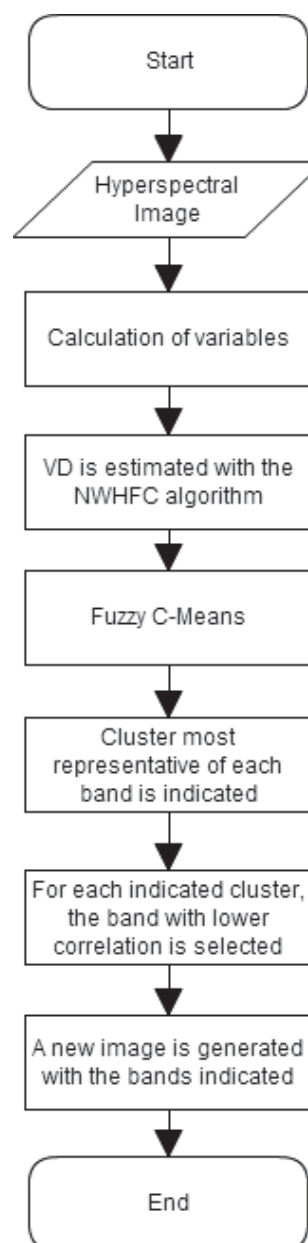 Start
Hyperspectral
Image
Calculation of variables
VD is estimated with the
NWHFC algorithm
Fuzzy C-Means
Cluster most
representative of each
band is indicated
For each indicated cluster,
the band with lower
correlation is selected
A new image is generated
with the bands indicated
End